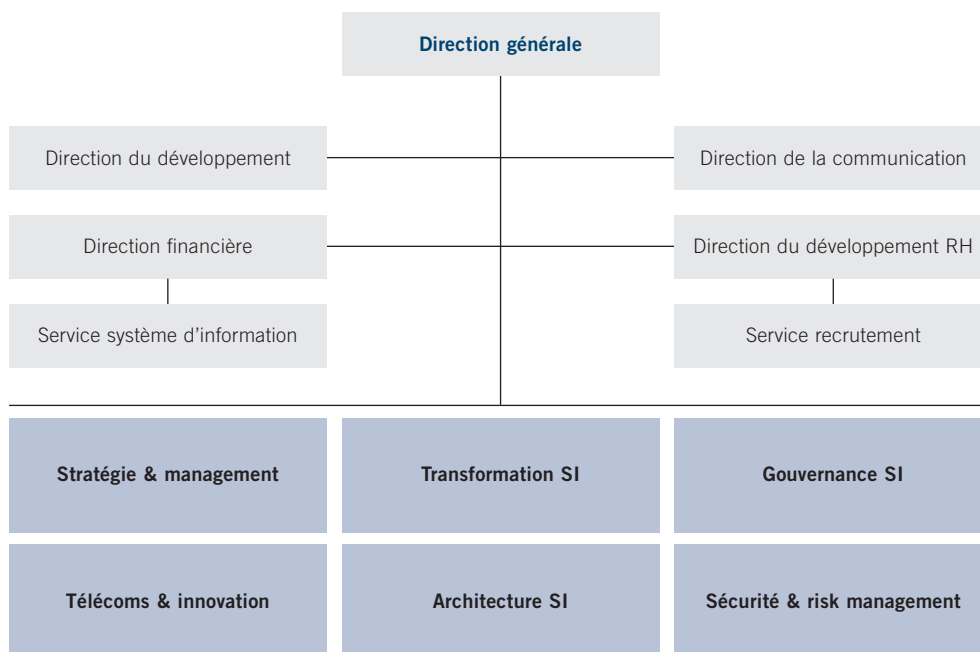 Direction générale
Direction du développement
Direction de la communication
Direction financière
Direction du développement RH
Service système d'information
Service recrutement
Stratégie & management
Transformation SI
Gouvernance SI
Télécoms & innovation
Architecture SI
Sécurité & risk management